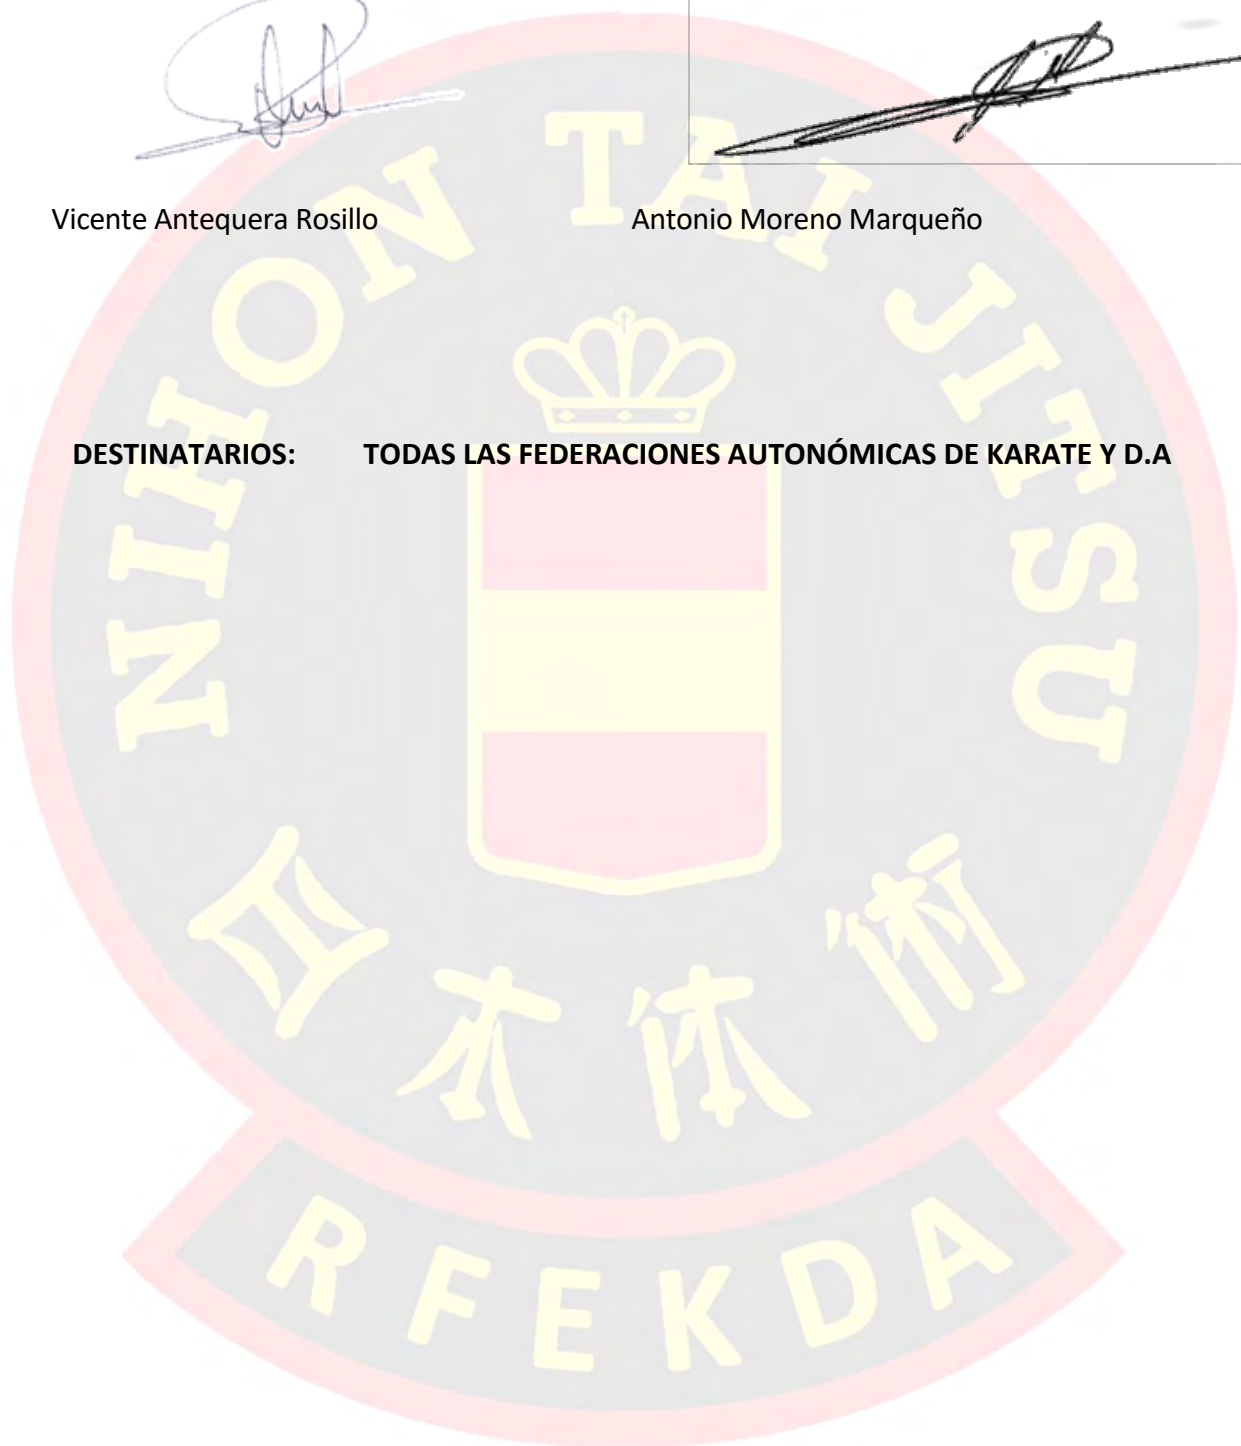 Vicente Antequera Rosillo Antonio Moreno Marqueño
DESTINATARIOS: TODAS LAS FEDERACIONES AUTONÓMICAS DE KARATE Y D.A
NIHON TAI JITSU
日本体術
RFEKDA